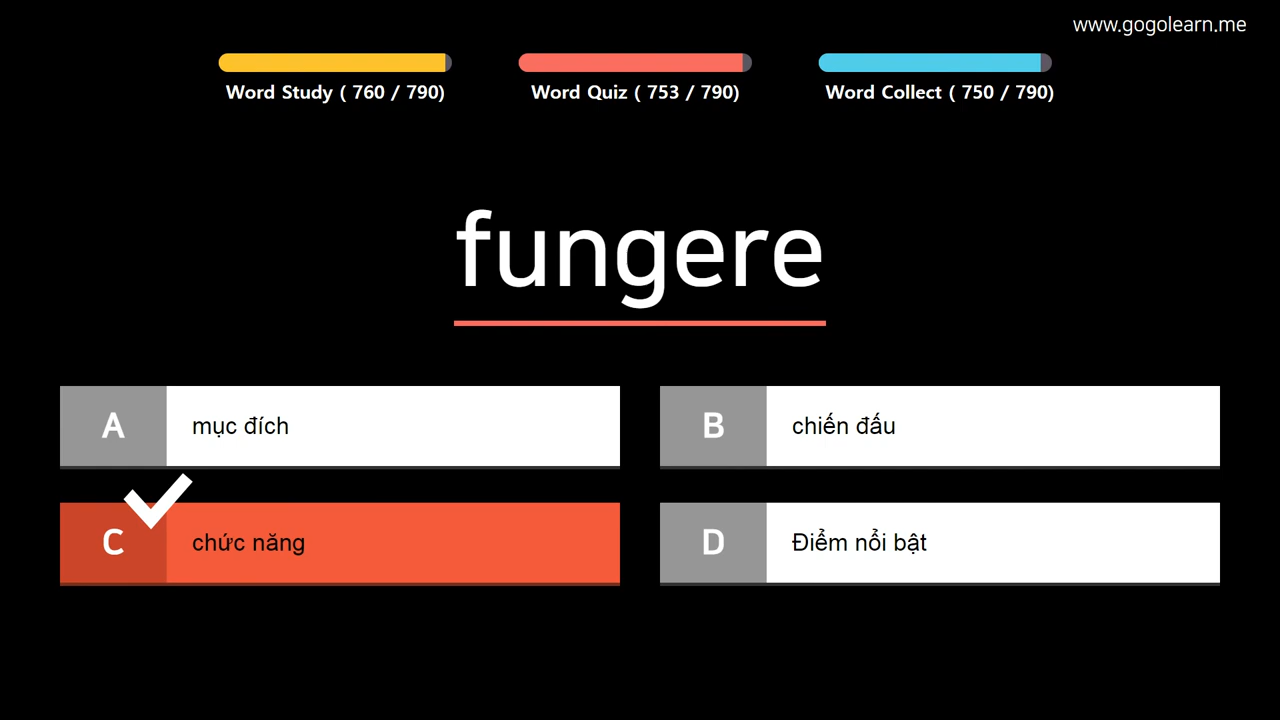 www.gogolearn.me
Word Study ( 760 / 790)
Word Quiz ( 753 / 790)
Word Collect ( 750 / 790)
fungere
A mục đích
B chiến đấu
C chức năng
D Điểm nổi bật